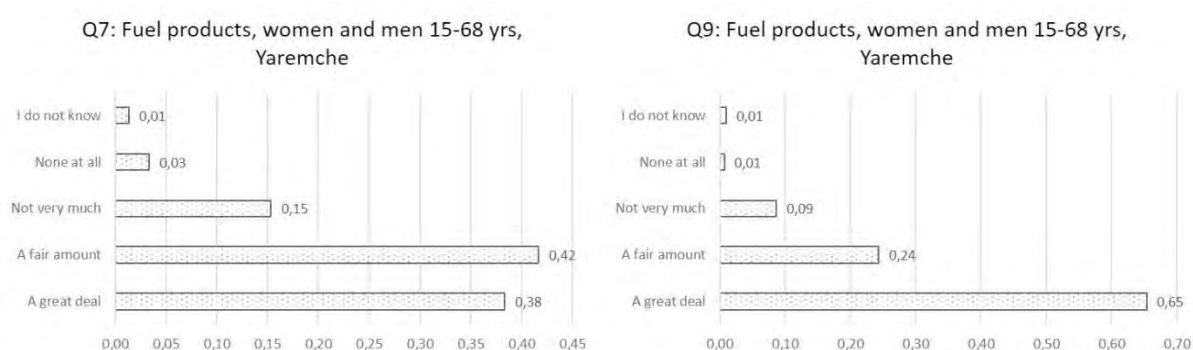 Q7: Fuel products, women and men 15-68 yrs,
Yaremche
I do not know 0,01
None at all 0,03
Not very much 0,15
A fair amount 0,42
A great deal 0,38
0,00 0,05 0,10 0,15 0,20 0,25 0,30 0,35 0,40 0,45
Q9: Fuel products, women and men 15-68 yrs,
Yaremche
I do not know 0,01
None at all 0,01
Not very much 0,09
A fair amount 0,24
A great deal 0,65
0,00 0,10 0,20 0,30 0,40 0,50 0,60 0,70